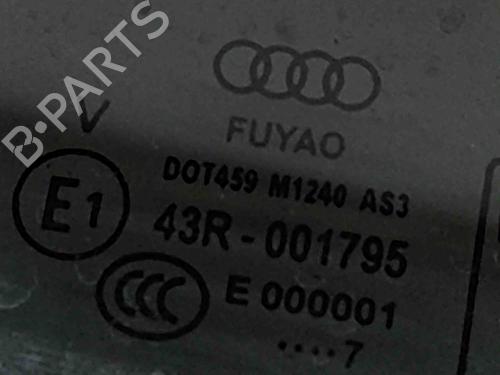 B-PARTS
FUYAO
V
DOT459 M1240 AS3
E1
43R-001795
CCC
E 000001
....7